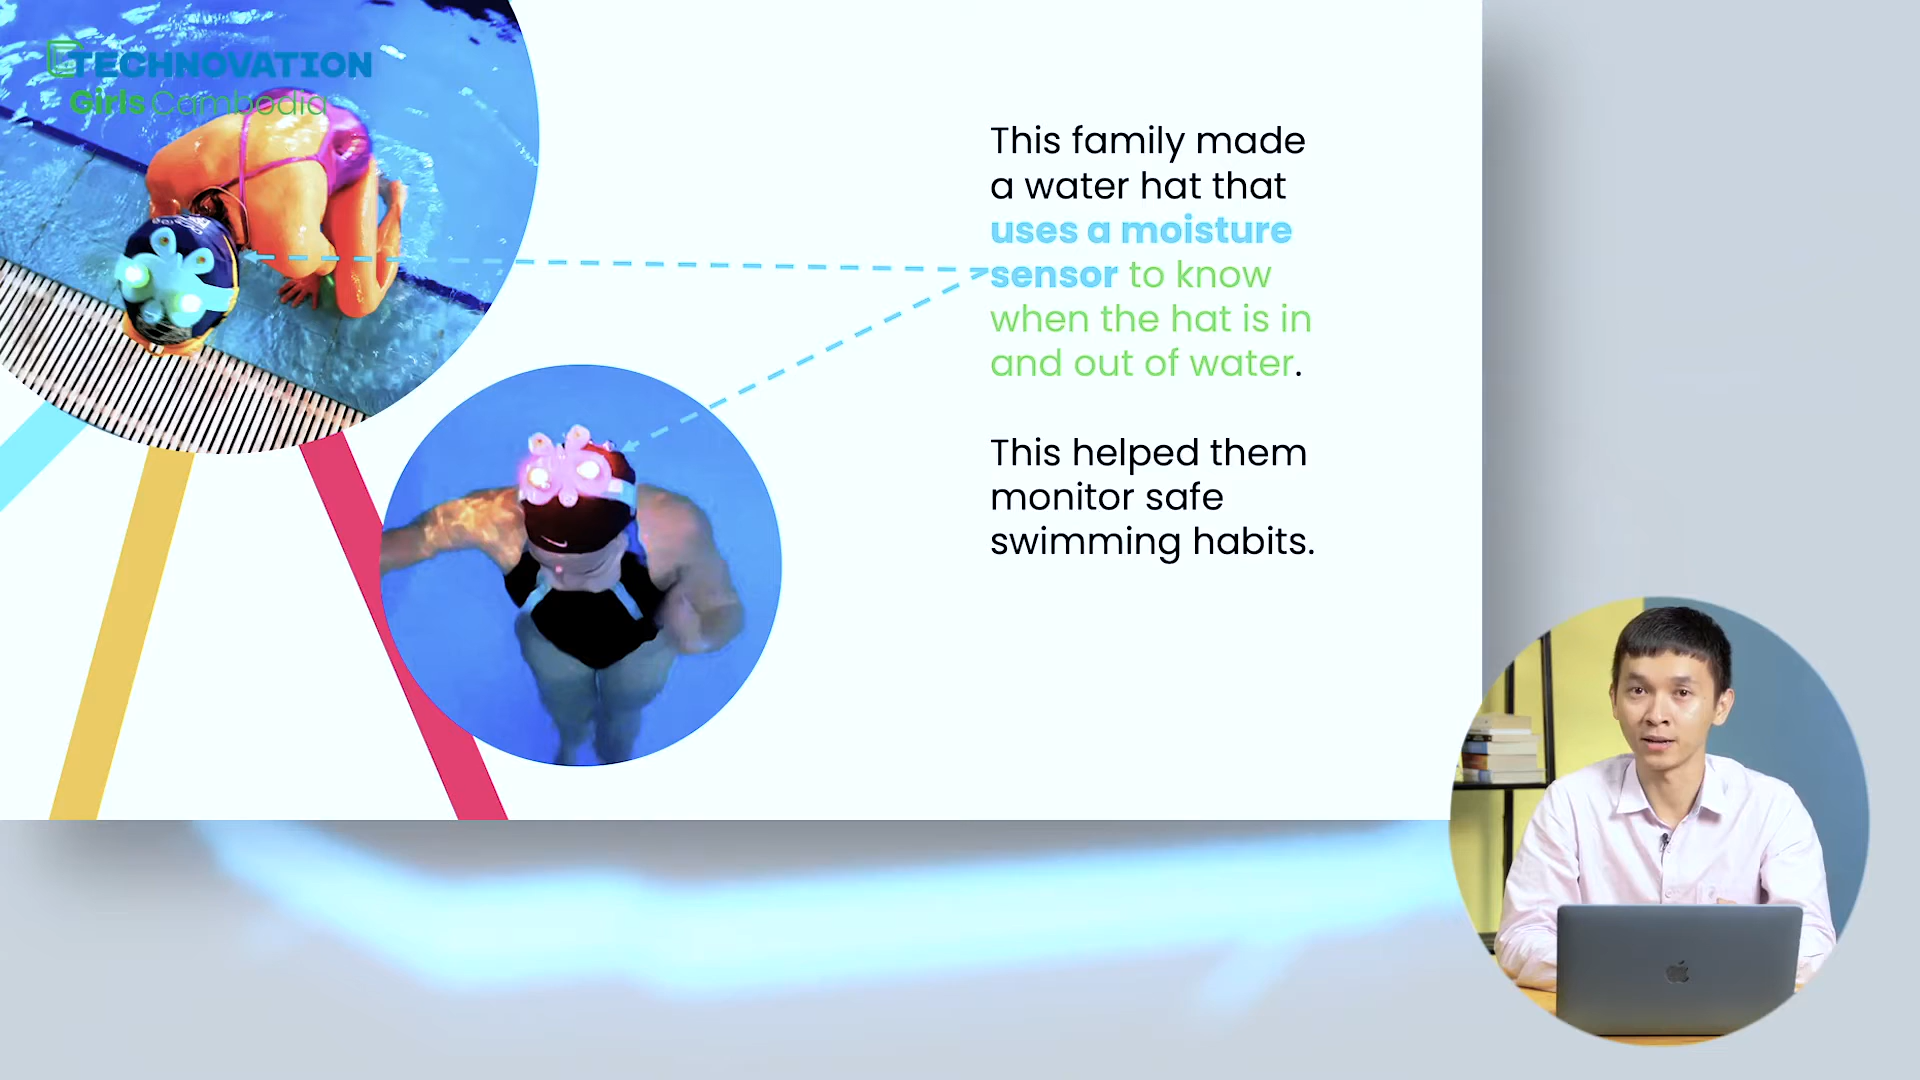 TECHNOVATION
Girls Cambodia
This family made
a water hat that
uses a moisture
sensor to know
when the hat is in
and out of water.
This helped them
monitor safe
swimming habits.